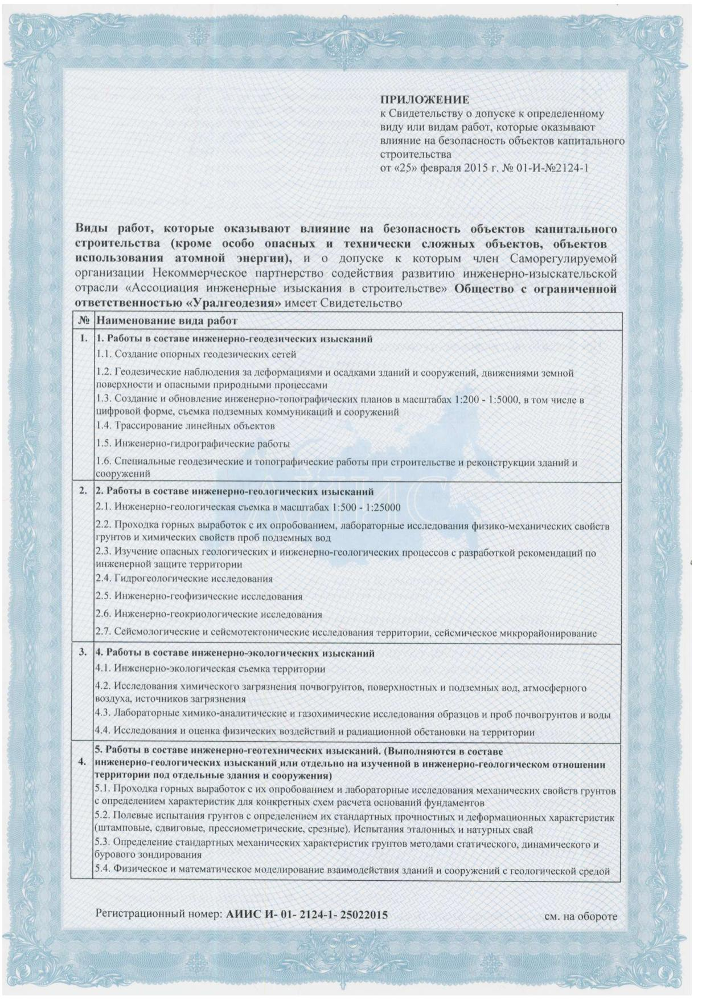 ПРИЛОЖЕНИЕ
к Свидетельству о допуске к определенному
виду или видам работ, которые оказывают
влияние на безопасность объектов капитального
строительства
от «25» февраля 2015 г. № 01-И-№2124-1
Виды работ, которые оказывают влияние на безопасность объектов капитального
строительства (кроме особо опасных и технически сложных объектов, объектов
использования атомной энергии), и о допуске к которым член Саморегулируемой
организации Некоммерческое партнерство содействия развитию инженерно-изыскательской
отрасли «Ассоциация инженерные изыскания в строительстве» Общество с ограниченной
ответственностью «Уралгеодезия» имеет Свидетельство
№ Наименование вида работ
1. 1. Работы в составе инженерно-геодезических изысканий
1.1. Создание опорных геодезических сетей
1.2. Геодезические наблюдения за деформациями и осадками зданий и сооружений, движениями земной
поверхности и опасными природными процессами
1.3. Создание и обновление инженерно-топографических планов в масштабах 1:200 - 1:5000, в том числе в
цифровой форме, съемка подземных коммуникаций и сооружений
1.4. Трассирование линейных объектов
1.5. Инженерно-гидрографические работы
1.6. Специальные геодезические и топографические работы при строительстве и реконструкции зданий и
сооружений
АИИС
2. 2. Работы в составе инженерно-геологических изысканий
2.1. Инженерно-геологическая съемка в масштабах 1:500 - 1:25000
2.2. Проходка горных выработок с их опробованием, лабораторные исследования физико-механических свойств
грунтов и химических свойств проб подземных вод
2.3. Изучение опасных геологических и инженерно-геологических процессов с разработкой рекомендаций по
инженерной защите территории
2.4. Гидрогеологические исследования
2.5. Инженерно-геофизические исследования
2.6. Инженерно-геокриологические исследования
2.7. Сейсмологические и сейсмотектонические исследования территории, сейсмическое микрорайонирование
3. 4. Работы в составе инженерно-экологических изысканий
4.1. Инженерно-экологическая съемка территории
4.2. Исследования химического загрязнения почвогрунтов, поверхностных и подземных вод, атмосферного
воздуха, источников загрязнения
4.3. Лабораторные химико-аналитические и газохимические исследования образцов и проб почвогрунтов и воды
4.4. Исследования и оценка физических воздействий и радиационной обстановки на территории
5. Работы в составе инженерно-геотехнических изысканий. (Выполняются в составе
4. инженерно-геологических изысканий или отдельно на изученной в инженерно-геологическом отношении
территории под отдельные здания и сооружения)
5.1. Проходка горных выработок с их опробованием и лабораторные исследования механических свойств грунтов
с определением характеристик для конкретных схем расчета оснований фундаментов
5.2. Полевые испытания грунтов с определением их стандартных прочностных и деформационных характеристик
(штамповые, сдвиговые, прессиометрические, срезные). Испытания эталонных и натурных свай
5.3. Определение стандартных механических характеристик грунтов методами статического, динамического и
бурового зондирования
5.4. Физическое и математическое моделирование взаимодействия зданий и сооружений с геологической средой
Регистрационный номер: АИИС И- 01- 2124-1- 25022015
см. на обороте